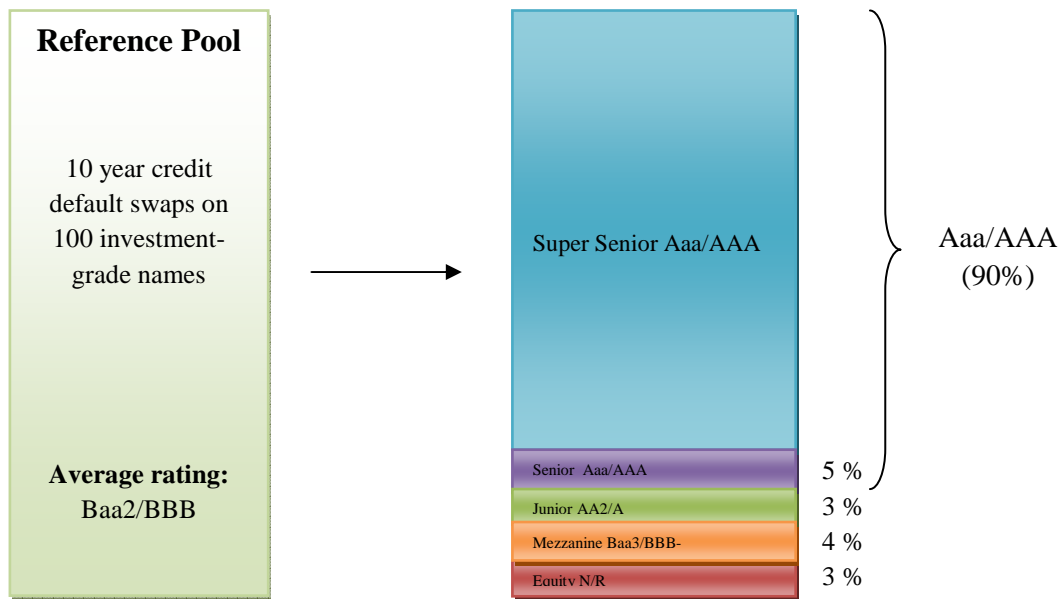 Reference Pool
10 year credit
default swaps on
100 investment-
grade names
Average rating:
Baa2/BBB
Super Senior Aaa/AAA
Senior Aaa/AAA
Junior AA2/A
Mezzanine Baa3/BBB-
Equity N/R
5 %
3 %
4 %
3 %
Aaa/AAA
(90%)